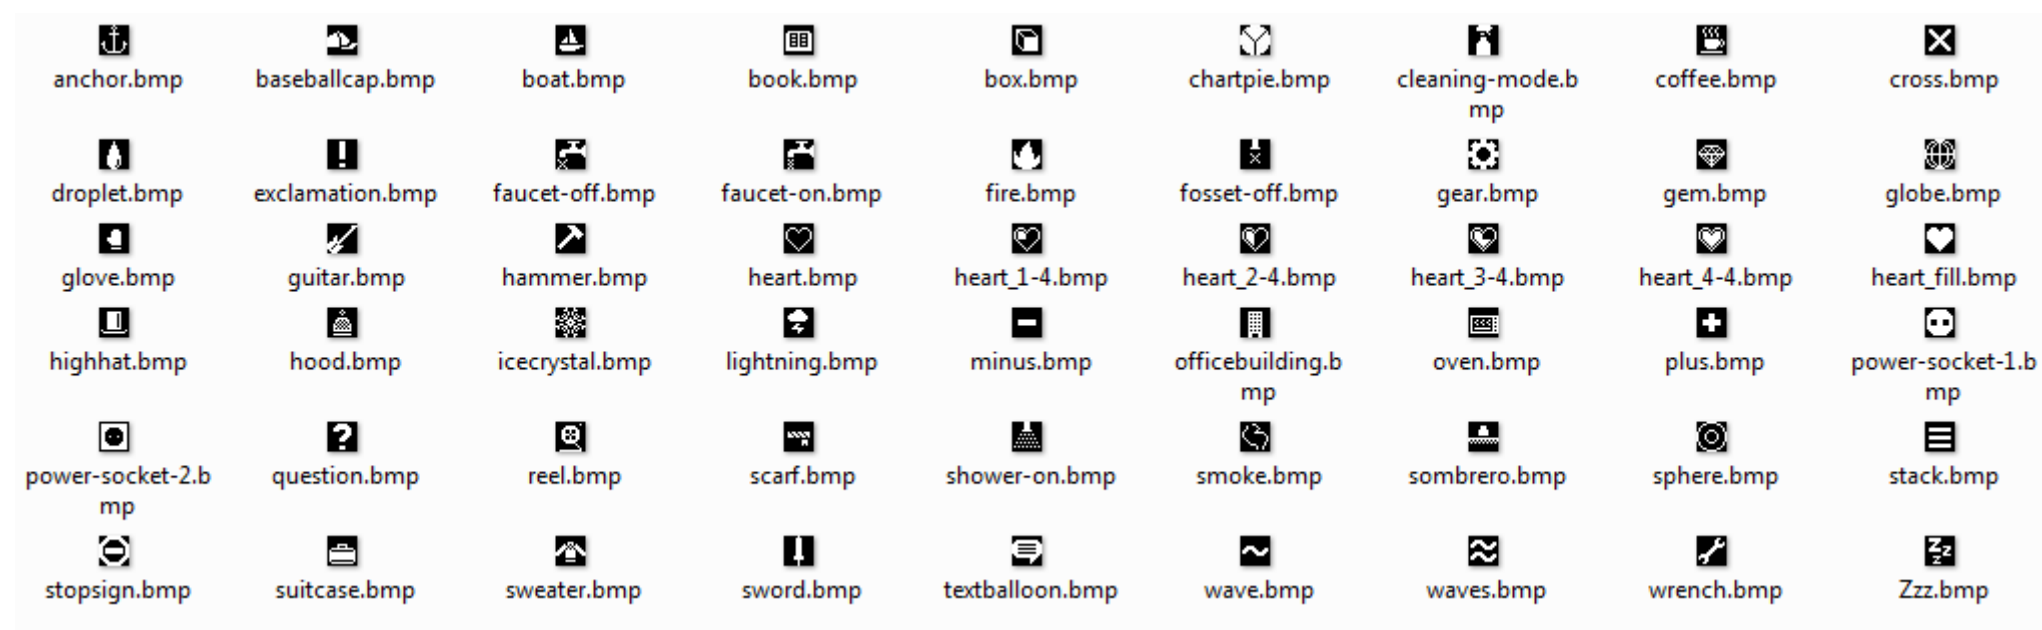 anchor.bmp baseballcap.bmp boat.bmp book.bmp box.bmp chartpie.bmp cleaning-mode.b coffee.bmp cross.bmp
mp
droplet.bmp exclamation.bmp faucet-off.bmp faucet-on.bmp fire.bmp fosset-off.bmp gear.bmp gem.bmp globe.bmp
glove.bmp guitar.bmp hammer.bmp heart.bmp heart_1-4.bmp heart_2-4.bmp heart_3-4.bmp heart_4-4.bmp heart_fill.bmp
highhat.bmp hood.bmp icecrystal.bmp lightning.bmp minus.bmp officebuilding.b oven.bmp plus.bmp power-socket-1.b
mp mp
power-socket-2.b question.bmp reel.bmp scarf.bmp shower-on.bmp smoke.bmp sombrero.bmp sphere.bmp stack.bmp
mp
stopsign.bmp suitcase.bmp sweater.bmp sword.bmp textballoon.bmp wave.bmp waves.bmp wrench.bmp Zzz.bmp